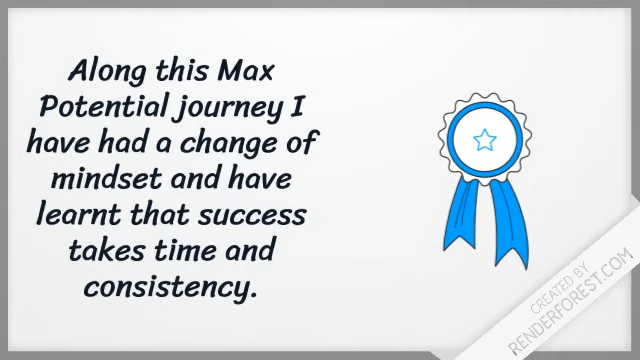 Along this Max
Potential journey I
have had a change of
mindset and have
learnt that success
takes time and
consistency.
CREATED BY
RENDERFOREST.COM